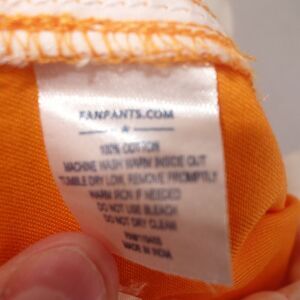 FANPANTS.COM
100% COTTON
MACHINE WASH WARM INSIDE OUT
TUMBLE DRY LOW, REMOVE PROMPTLY
WARM IRON IF NEEDED
DO NOT USE BLEACH
DO NOT DRY CLEAN
MADE IN INDIA